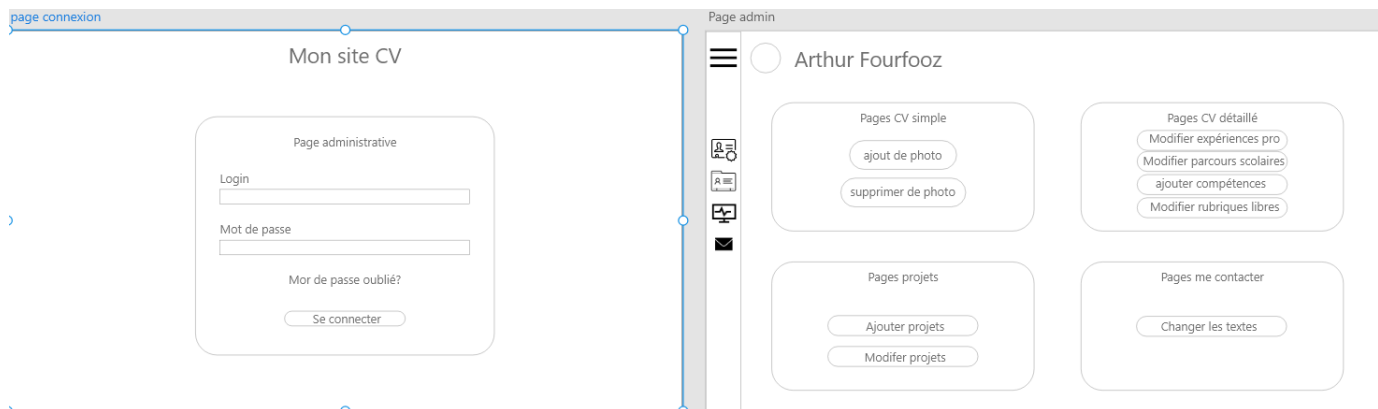 page connexion
Mon site CV
Page administrative
Login
Mot de passe
Mor de passe oublié?
Se connecter
Page admin
Arthur Fourfooz
Pages CV simple
ajout de photo
supprimer de photo
Pages CV détaillé
Modifier expériences pro
Modifier parcours scolaires
ajouter compétences
Modifier rubriques libres
Pages projets
Ajouter projets
Modifer projets
Pages me contacter
Changer les textes